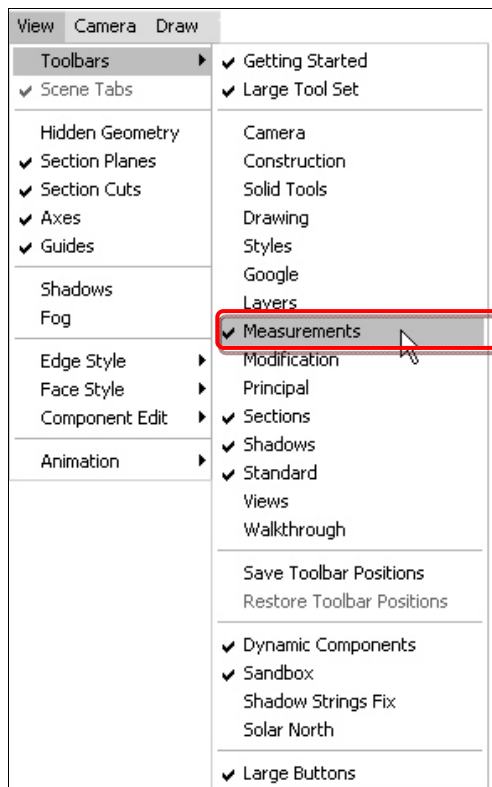 View Camera Draw
Toolbars
✓ Scene Tabs
Hidden Geometry
✓ Section Planes
✓ Section Cuts
✓ Axes
✓ Guides
Shadows
Fog
Edge Style
Face Style
Component Edit
Animation
✓ Getting Started
✓ Large Tool Set
Camera
Construction
Solid Tools
Drawing
Styles
Google
Layers
✓ Measurements
Modification
Principal
✓ Sections
✓ Shadows
✓ Standard
Views
Walkthrough
Save Toolbar Positions
Restore Toolbar Positions
✓ Dynamic Components
✓ Sandbox
Shadow Strings Fix
Solar North
✓ Large Buttons